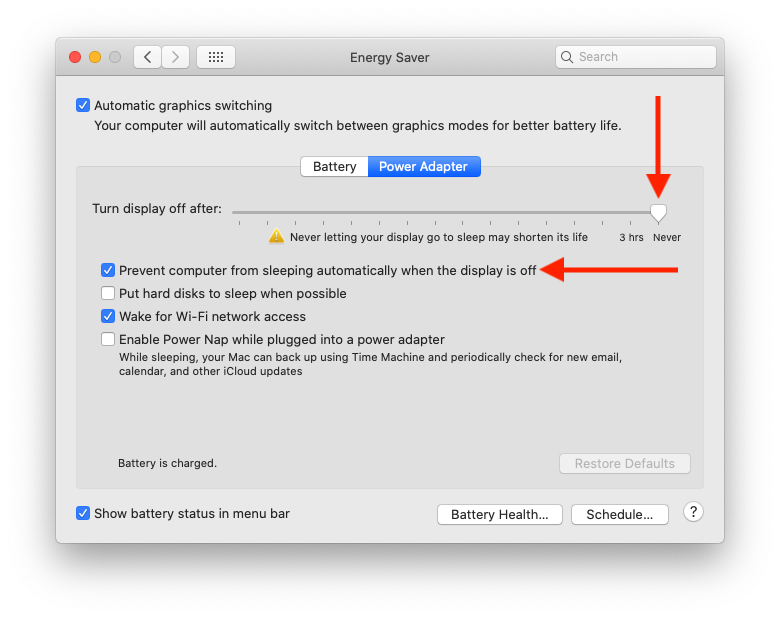 Energy Saver
Search
Automatic graphics switching
Your computer will automatically switch between graphics modes for better battery life.
Battery Power Adapter
Turn display off after:
Never letting your display go to sleep may shorten its life 3 hrs Never
Prevent computer from sleeping automatically when the display is off
Put hard disks to sleep when possible
Wake for Wi-Fi network access
Enable Power Nap while plugged into a power adapter
While sleeping, your Mac can back up using Time Machine and periodically check for new email,
calendar, and other iCloud updates
Battery is charged.
Restore Defaults
Show battery status in menu bar
Battery Health...
Schedule...
?